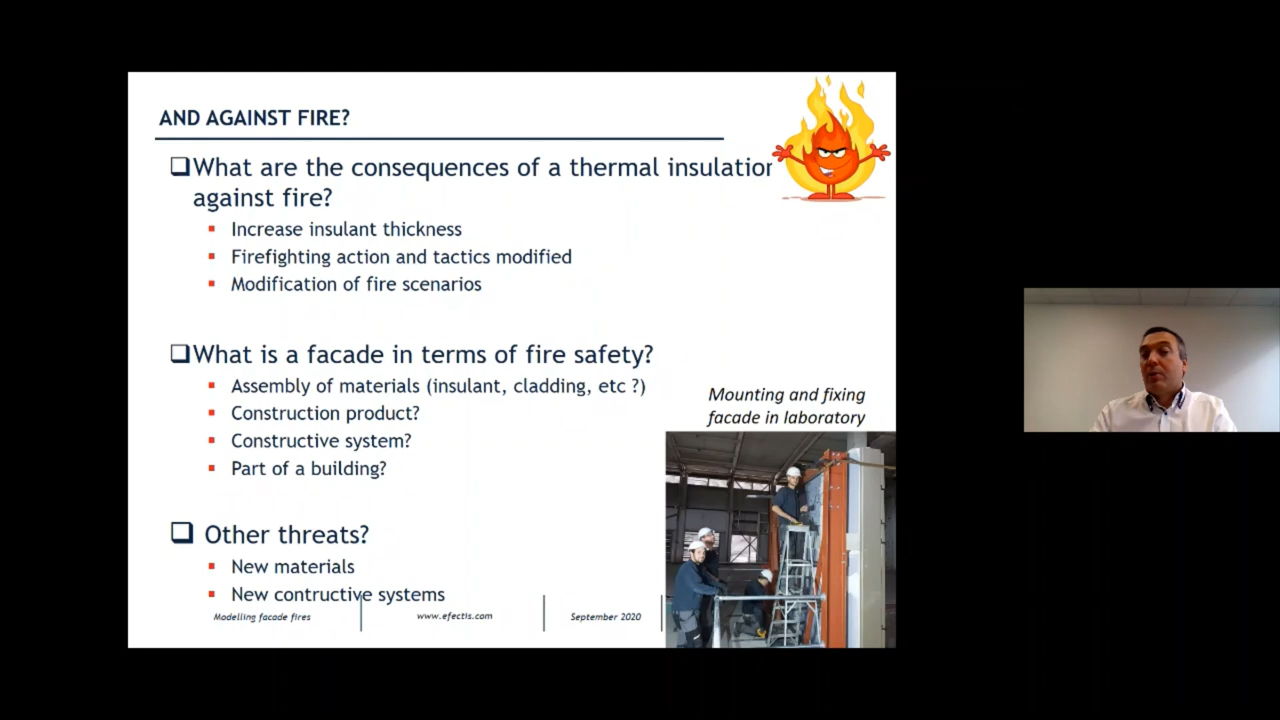 AND AGAINST FIRE?
❑What are the consequences of a thermal insulation
against fire?
▪ Increase insulant thickness
▪ Firefighting action and tactics modified
▪ Modification of fire scenarios
❑What is a facade in terms of fire safety?
▪ Assembly of materials (insulant, cladding, etc ?)
▪ Construction product?
▪ Constructive system?
▪ Part of a building?
Mounting and fixing
facade in laboratory
❑ Other threats?
▪ New materials
▪ New contructive systems
Modelling facade fires
www.efectis.com
September 2020